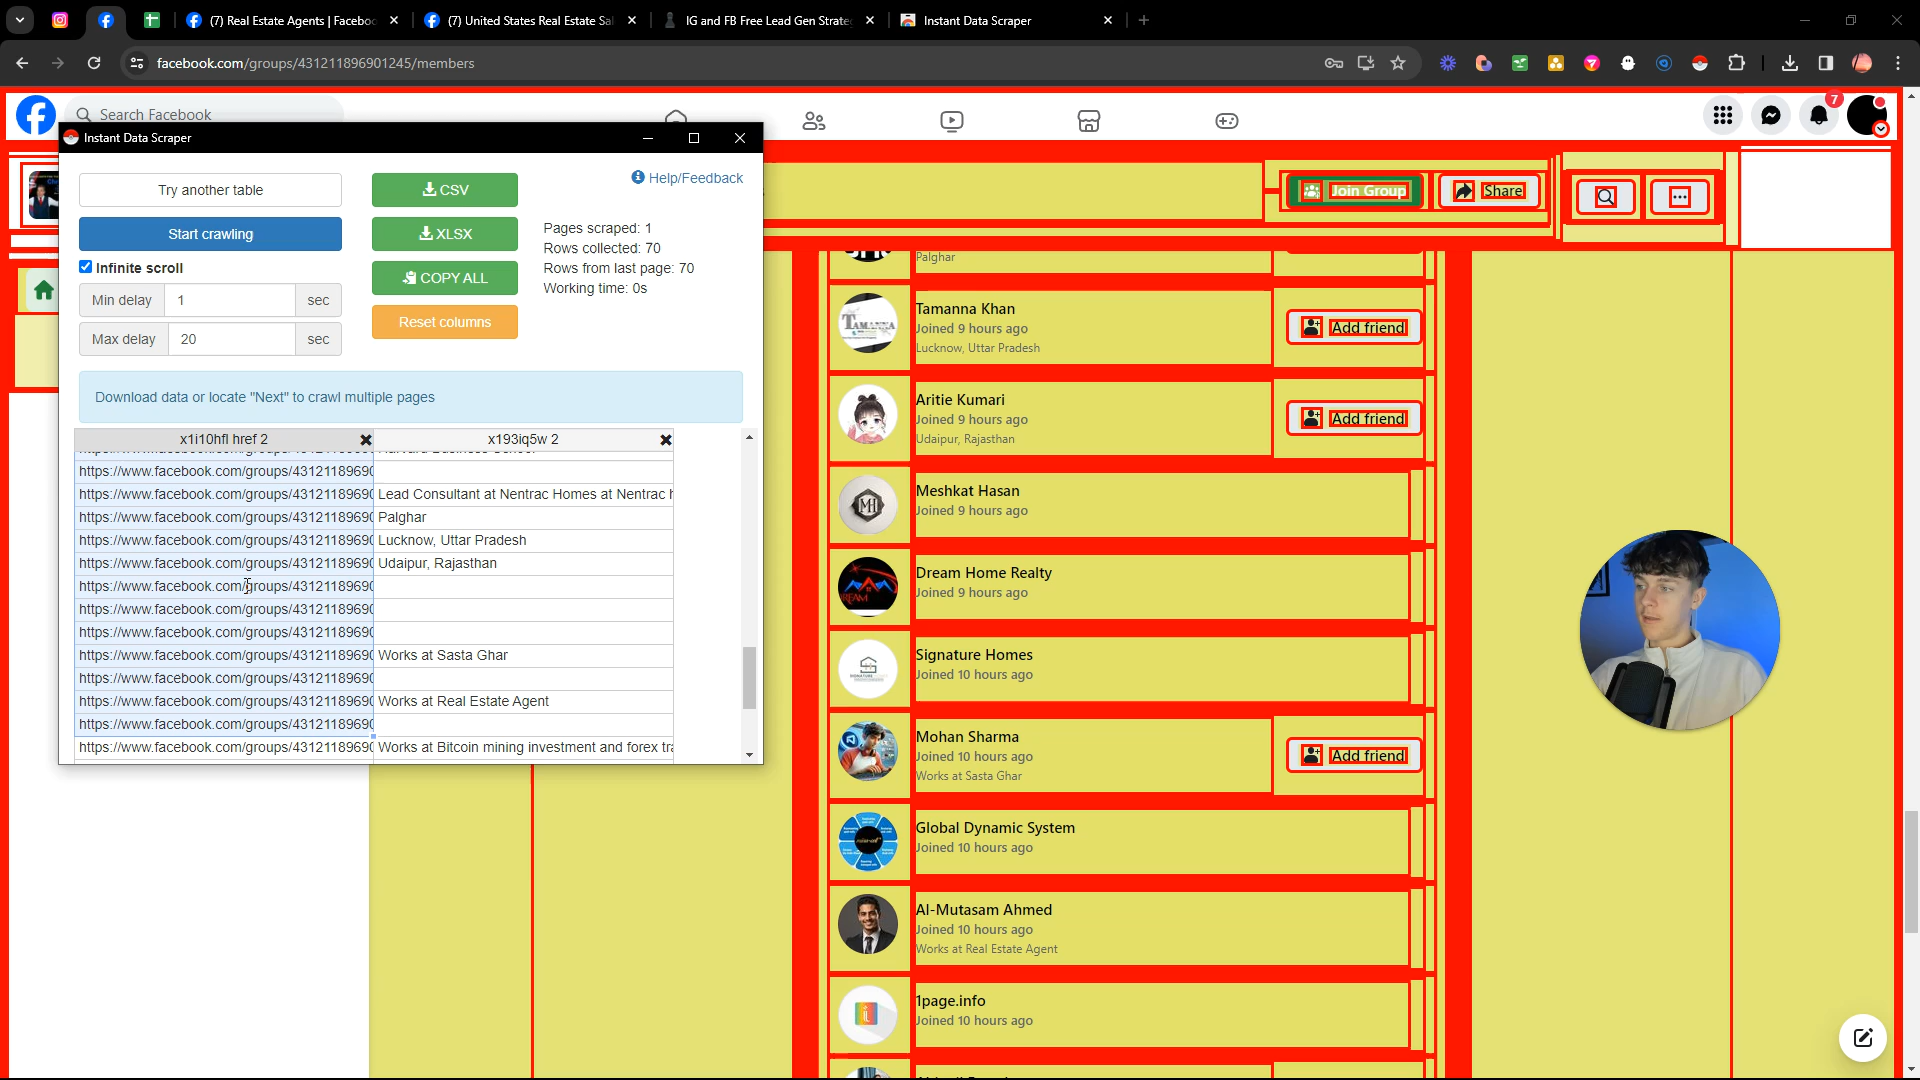 (7) Real Estate Agents | Facebo
(7) United States Real Estate Sa
IG and FB Free Lead Gen Strate
Instant Data Scraper
facebook.com/groups/431211896901245/members
Search Facebook
7
Instant Data Scraper
Try another table
CSV
Help/Feedback
Join Group
Share
Start crawling
XLSX
Pages scraped: 1
Rows collected: 70
Rows from last page: 70
Working time: 0s
Infinite scroll
COPY ALL
Min delay 1 sec
Reset columns
Max delay 20 sec
Download data or locate "Next" to crawl multiple pages
x1i10hfl href 2
x193iq5w 2
https://www.facebook.com/groups/43121189690
https://www.facebook.com/groups/43121189690 Lead Consultant at Nentrac Homes at Nentrac
https://www.facebook.com/groups/43121189690 Palghar
https://www.facebook.com/groups/43121189690 Lucknow, Uttar Pradesh
https://www.facebook.com/groups/43121189690 Udaipur, Rajasthan
https://www.facebook.com/groups/43121189690
https://www.facebook.com/groups/43121189690
https://www.facebook.com/groups/43121189690
https://www.facebook.com/groups/43121189690 Works at Sasta Ghar
https://www.facebook.com/groups/43121189690
https://www.facebook.com/groups/43121189690 Works at Real Estate Agent
https://www.facebook.com/groups/43121189690
https://www.facebook.com/groups/43121189690 Works at Bitcoin mining investment and forex tra
Palghar
Tamanna Khan
Joined 9 hours ago
Lucknow, Uttar Pradesh
Add friend
Aritie Kumari
Joined 9 hours ago
Udaipur, Rajasthan
Add friend
Meshkat Hasan
Joined 9 hours ago
Dream Home Realty
Joined 9 hours ago
Signature Homes
Joined 10 hours ago
Mohan Sharma
Joined 10 hours ago
Works at Sasta Ghar
Add friend
Global Dynamic System
Joined 10 hours ago
Al-Mutasam Ahmed
Joined 10 hours ago
Works at Real Estate Agent
1page.info
Joined 10 hours ago